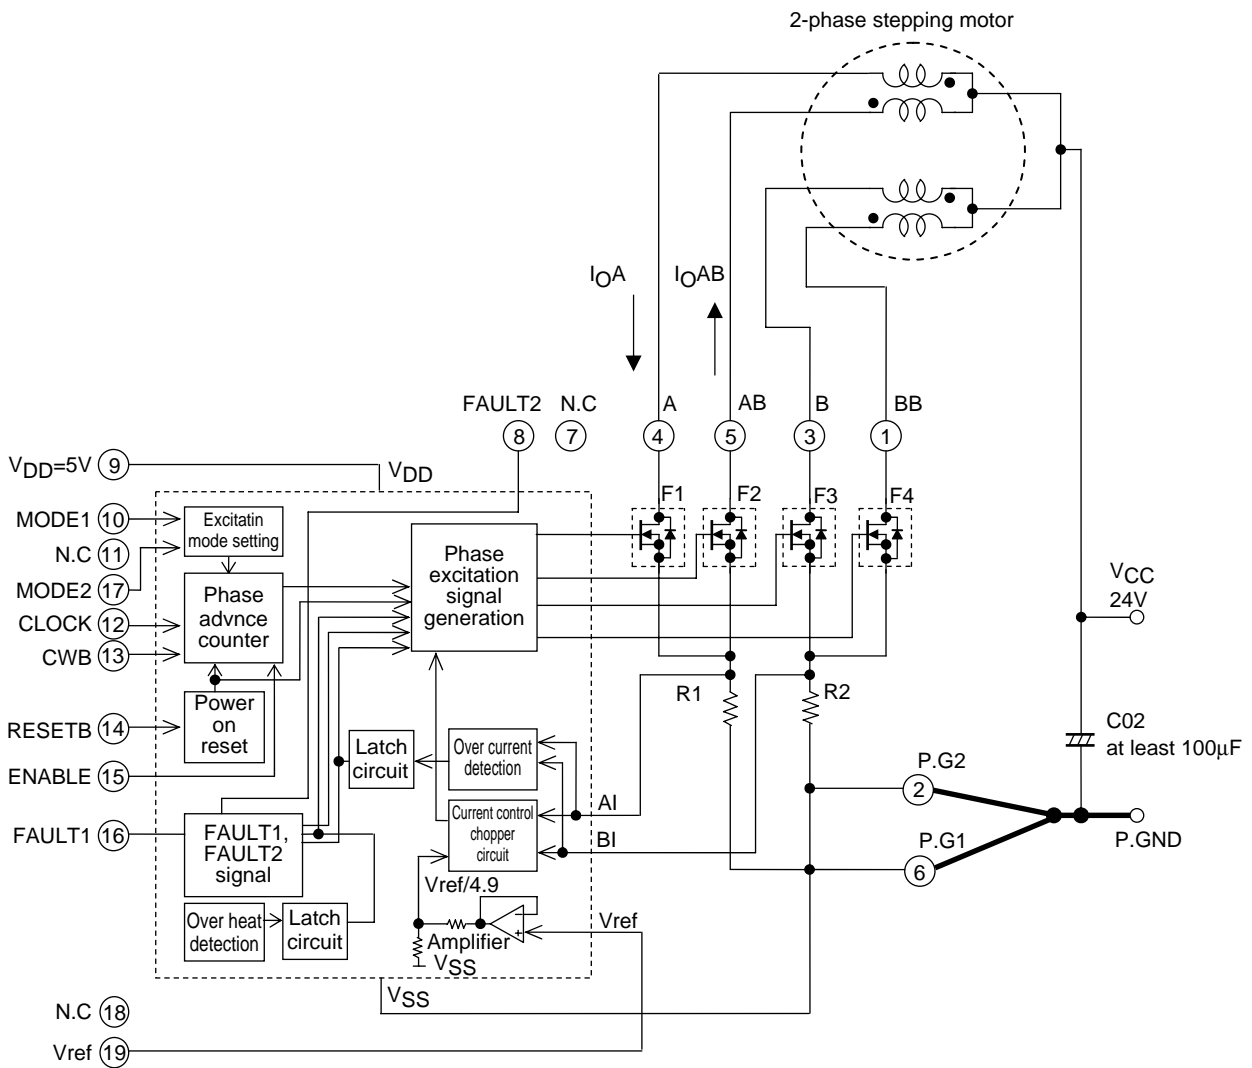 2-phase stepping motor
IOA
IOAB
FAULT2
N.C
A
AB
B
BB
8
7
4
5
3
1
VDD=5V
9
VDD
F1
F2
F3
F4
MODE1
10
Excitatin
mode setting
N.C
11
Phase
excitation
signal
generation
MODE2
17
Phase
advnce
counter
CLOCK
12
CWB
13
VCC
24V
R1
R2
RESETB
14
Power
on
reset
Latch
circuit
Over current
detection
C02
at least 100μF
ENABLE
15
P.G2
2
AI
FAULT1
16
FAULT1,
FAULT2
signal
Current control
chopper
circuit
BI
P.G1
6
P.GND
Vref/4.9
Over heat
detection
Latch
circuit
Vref
Amplifier
VSS
VSS
N.C
18
Vref
19